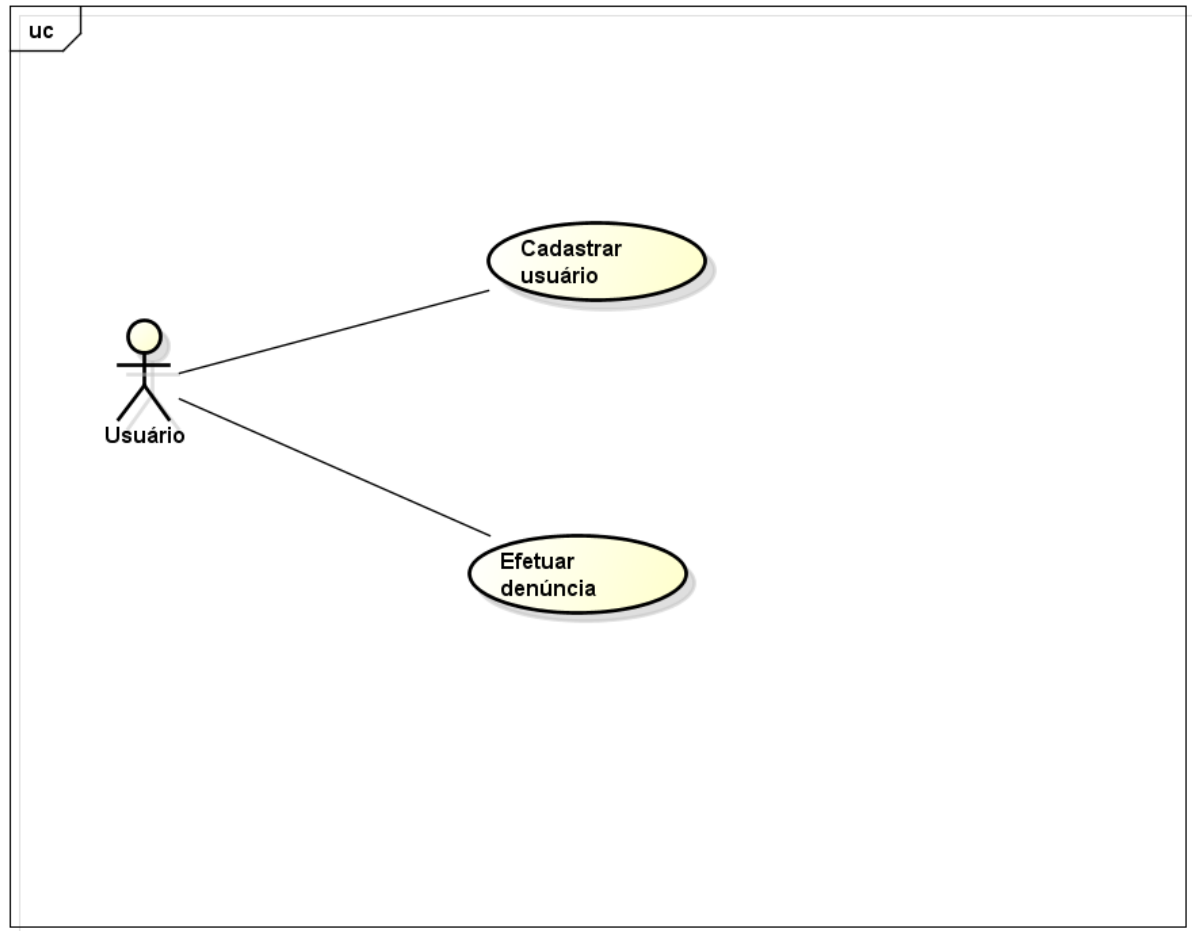 uc
Cadastrar
usuário
Usuário
Efetuar
denúncia